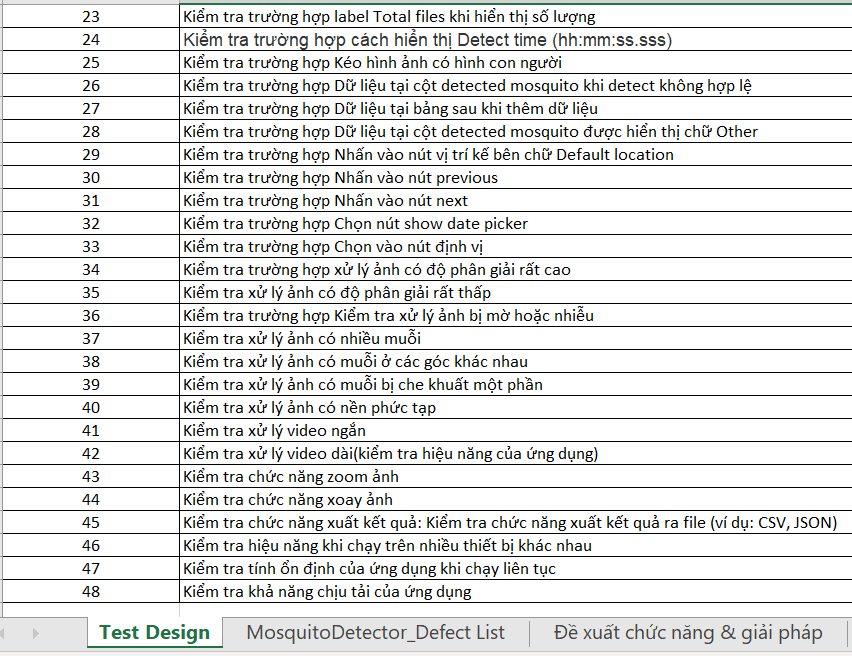 23 Kiểm tra trường hợp label Total files khi hiển thị số lượng
24 Kiểm tra trường hợp cách hiển thị Detect time (hh:mm:ss.sss)
25 Kiểm tra trường hợp Kéo hình ảnh có hình con người
26 Kiểm tra trường hợp Dữ liệu tại cột detected mosquito khi detect không hợp lệ
27 Kiểm tra trường hợp Dữ liệu tại bảng sau khi thêm dữ liệu
28 Kiểm tra trường hợp Dữ liệu tại cột detected mosquito được hiển thị chữ Other
29 Kiểm tra trường hợp Nhấn vào nút vị trí kế bên chữ Default location
30 Kiểm tra trường hợp Nhấn vào nút previous
31 Kiểm tra trường hợp Nhấn vào nút next
32 Kiểm tra trường hợp Chọn nút show date picker
33 Kiểm tra trường hợp Chọn vào nút định vị
34 Kiểm tra trường hợp xử lý ảnh có độ phân giải rất cao
35 Kiểm tra xử lý ảnh có độ phân giải rất thấp
36 Kiểm tra trường hợp Kiểm tra xử lý ảnh bị mờ hoặc nhiễu
37 Kiểm tra xử lý ảnh có nhiều muỗi
38 Kiểm tra xử lý ảnh có muỗi ở các góc khác nhau
39 Kiểm tra xử lý ảnh có muỗi bị che khuất một phần
40 Kiểm tra xử lý ảnh có nền phức tạp
41 Kiểm tra xử lý video ngắn
42 Kiểm tra xử lý video dài(kiểm tra hiệu năng của ứng dụng)
43 Kiểm tra chức năng zoom ảnh
44 Kiểm tra chức năng xoay ảnh
45 Kiểm tra chức năng xuất kết quả: Kiểm tra chức năng xuất kết quả ra file (ví dụ: CSV, JSON)
46 Kiểm tra hiệu năng khi chạy trên nhiều thiết bị khác nhau
47 Kiểm tra tính ổn định của ứng dụng khi chạy liên tục
48 Kiểm tra khả năng chịu tải của ứng dụng
Test Design MosquitoDetector_Defect List Đề xuất chức năng & giải pháp